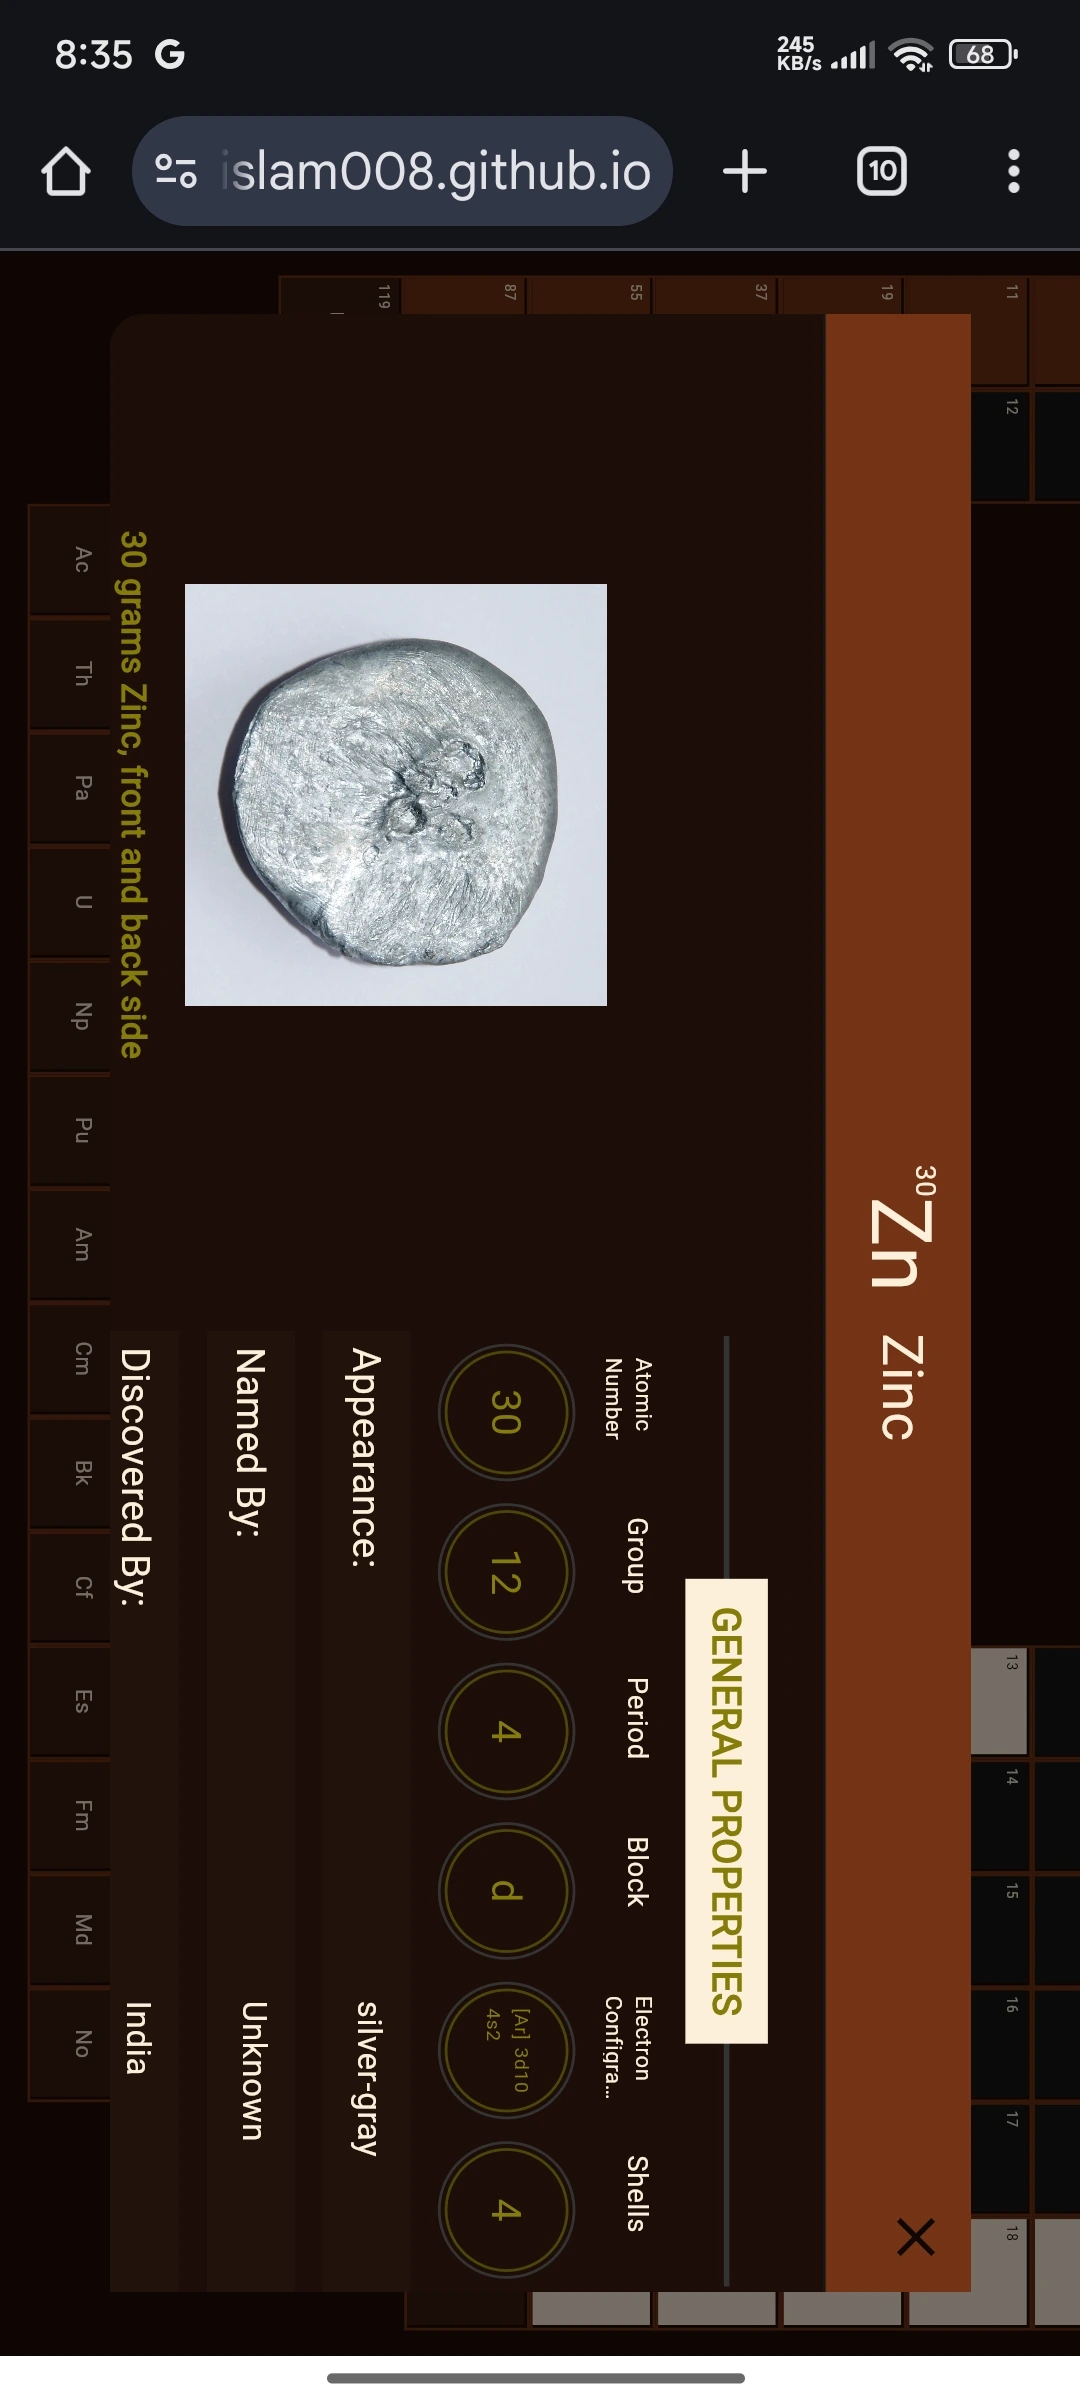 8:35
245
KB/s
68
islam008.github.io
10
30
Zn Zinc
GENERAL PROPERTIES
Atomic
Number
Group
Period
Block
Electron
Configra...
Shells
30
12
4
d
[Ar] 3d10
4s2
4
Appearance:
silver-gray
Named By:
Unknown
Discovered By:
India
30 grams Zinc, front and back side
11
12
13
14
15
16
17
18
19
37
55
87
119
Ac
Th
Pa
U
Np
Pu
Am
Cm
Bk
Cf
Es
Fm
Md
No